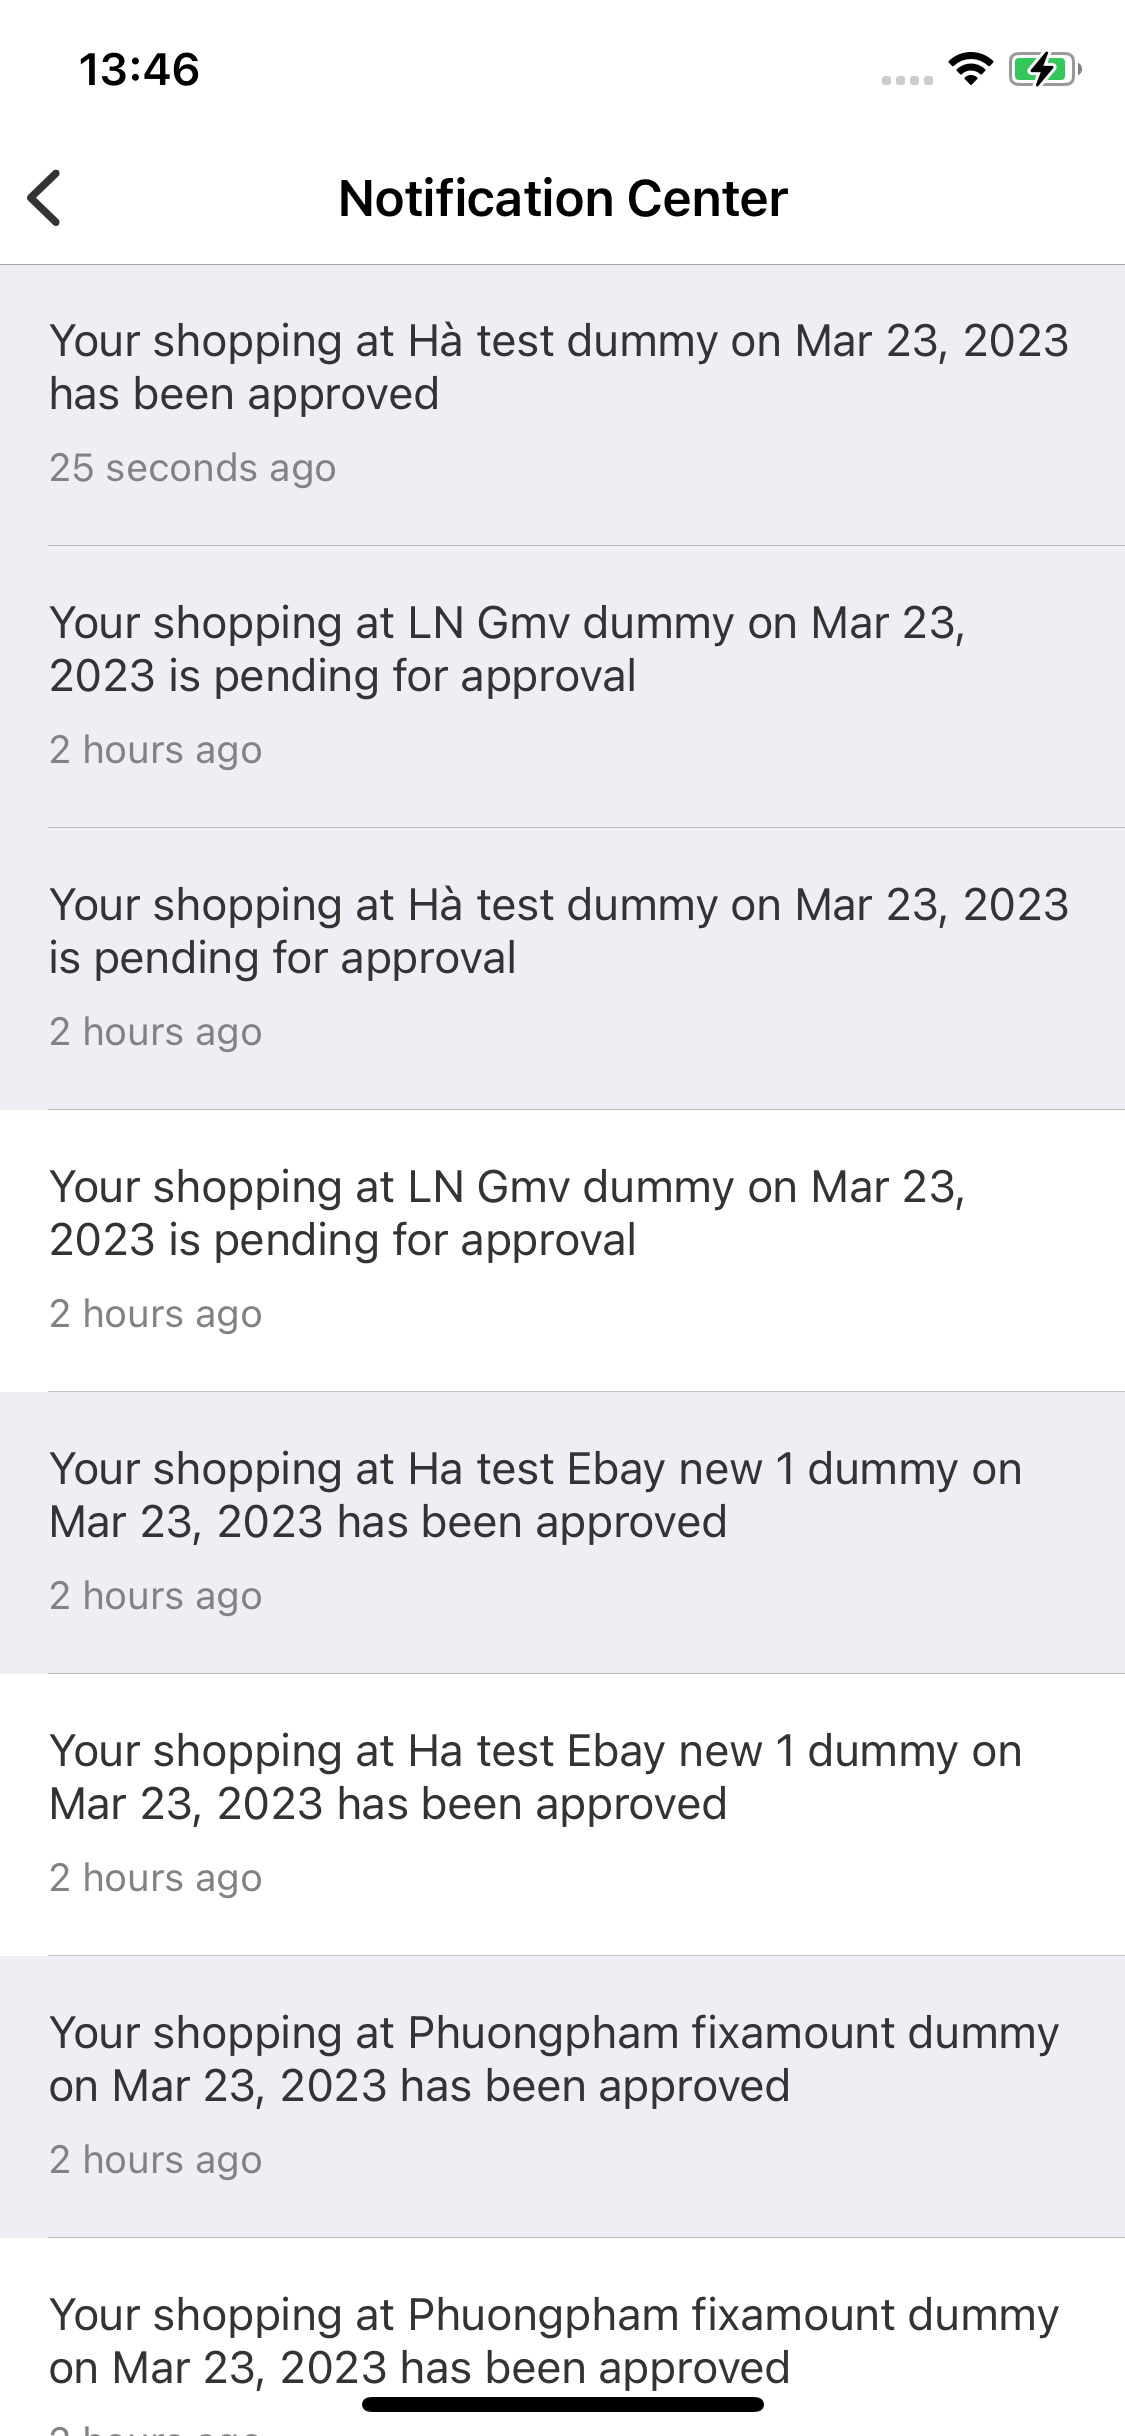 13:46
Notification Center
Your shopping at Hà test dummy on Mar 23, 2023
has been approved
25 seconds ago
Your shopping at LN Gmv dummy on Mar 23,
2023 is pending for approval
2 hours ago
Your shopping at Hà test dummy on Mar 23, 2023
is pending for approval
2 hours ago
Your shopping at LN Gmv dummy on Mar 23,
2023 is pending for approval
2 hours ago
Your shopping at Ha test Ebay new 1 dummy on
Mar 23, 2023 has been approved
2 hours ago
Your shopping at Ha test Ebay new 1 dummy on
Mar 23, 2023 has been approved
2 hours ago
Your shopping at Phuongpham fixamount dummy
on Mar 23, 2023 has been approved
2 hours ago
Your shopping at Phuongpham fixamount dummy
on Mar 23, 2023 has been approved